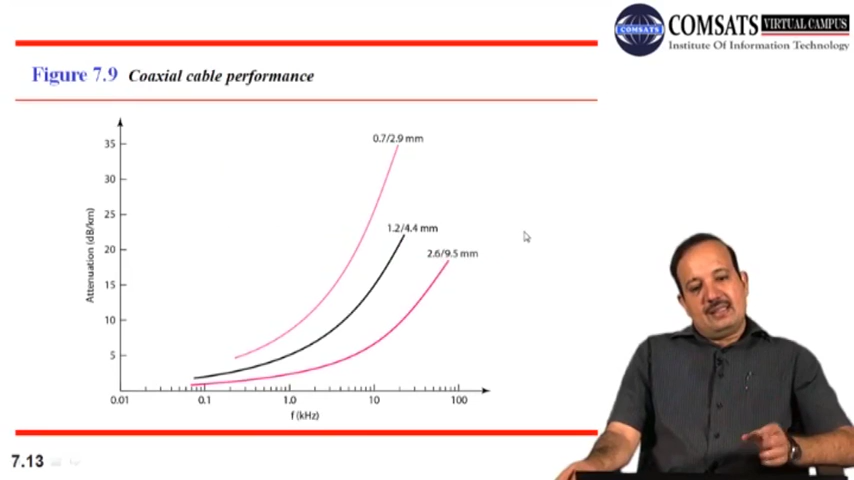 COMSATS VIRTUAL CAMPUS
COMSATS
Institute Of Information Technology
Figure 7.9 Coaxial cable performance
35
30
25
20
15
10
5
Attenuation (dB/km)
0.7/2.9 mm
1.2/4.4 mm
2.6/9.5 mm
0.01 0.1 1.0 10 100
f (kHz)
7.13